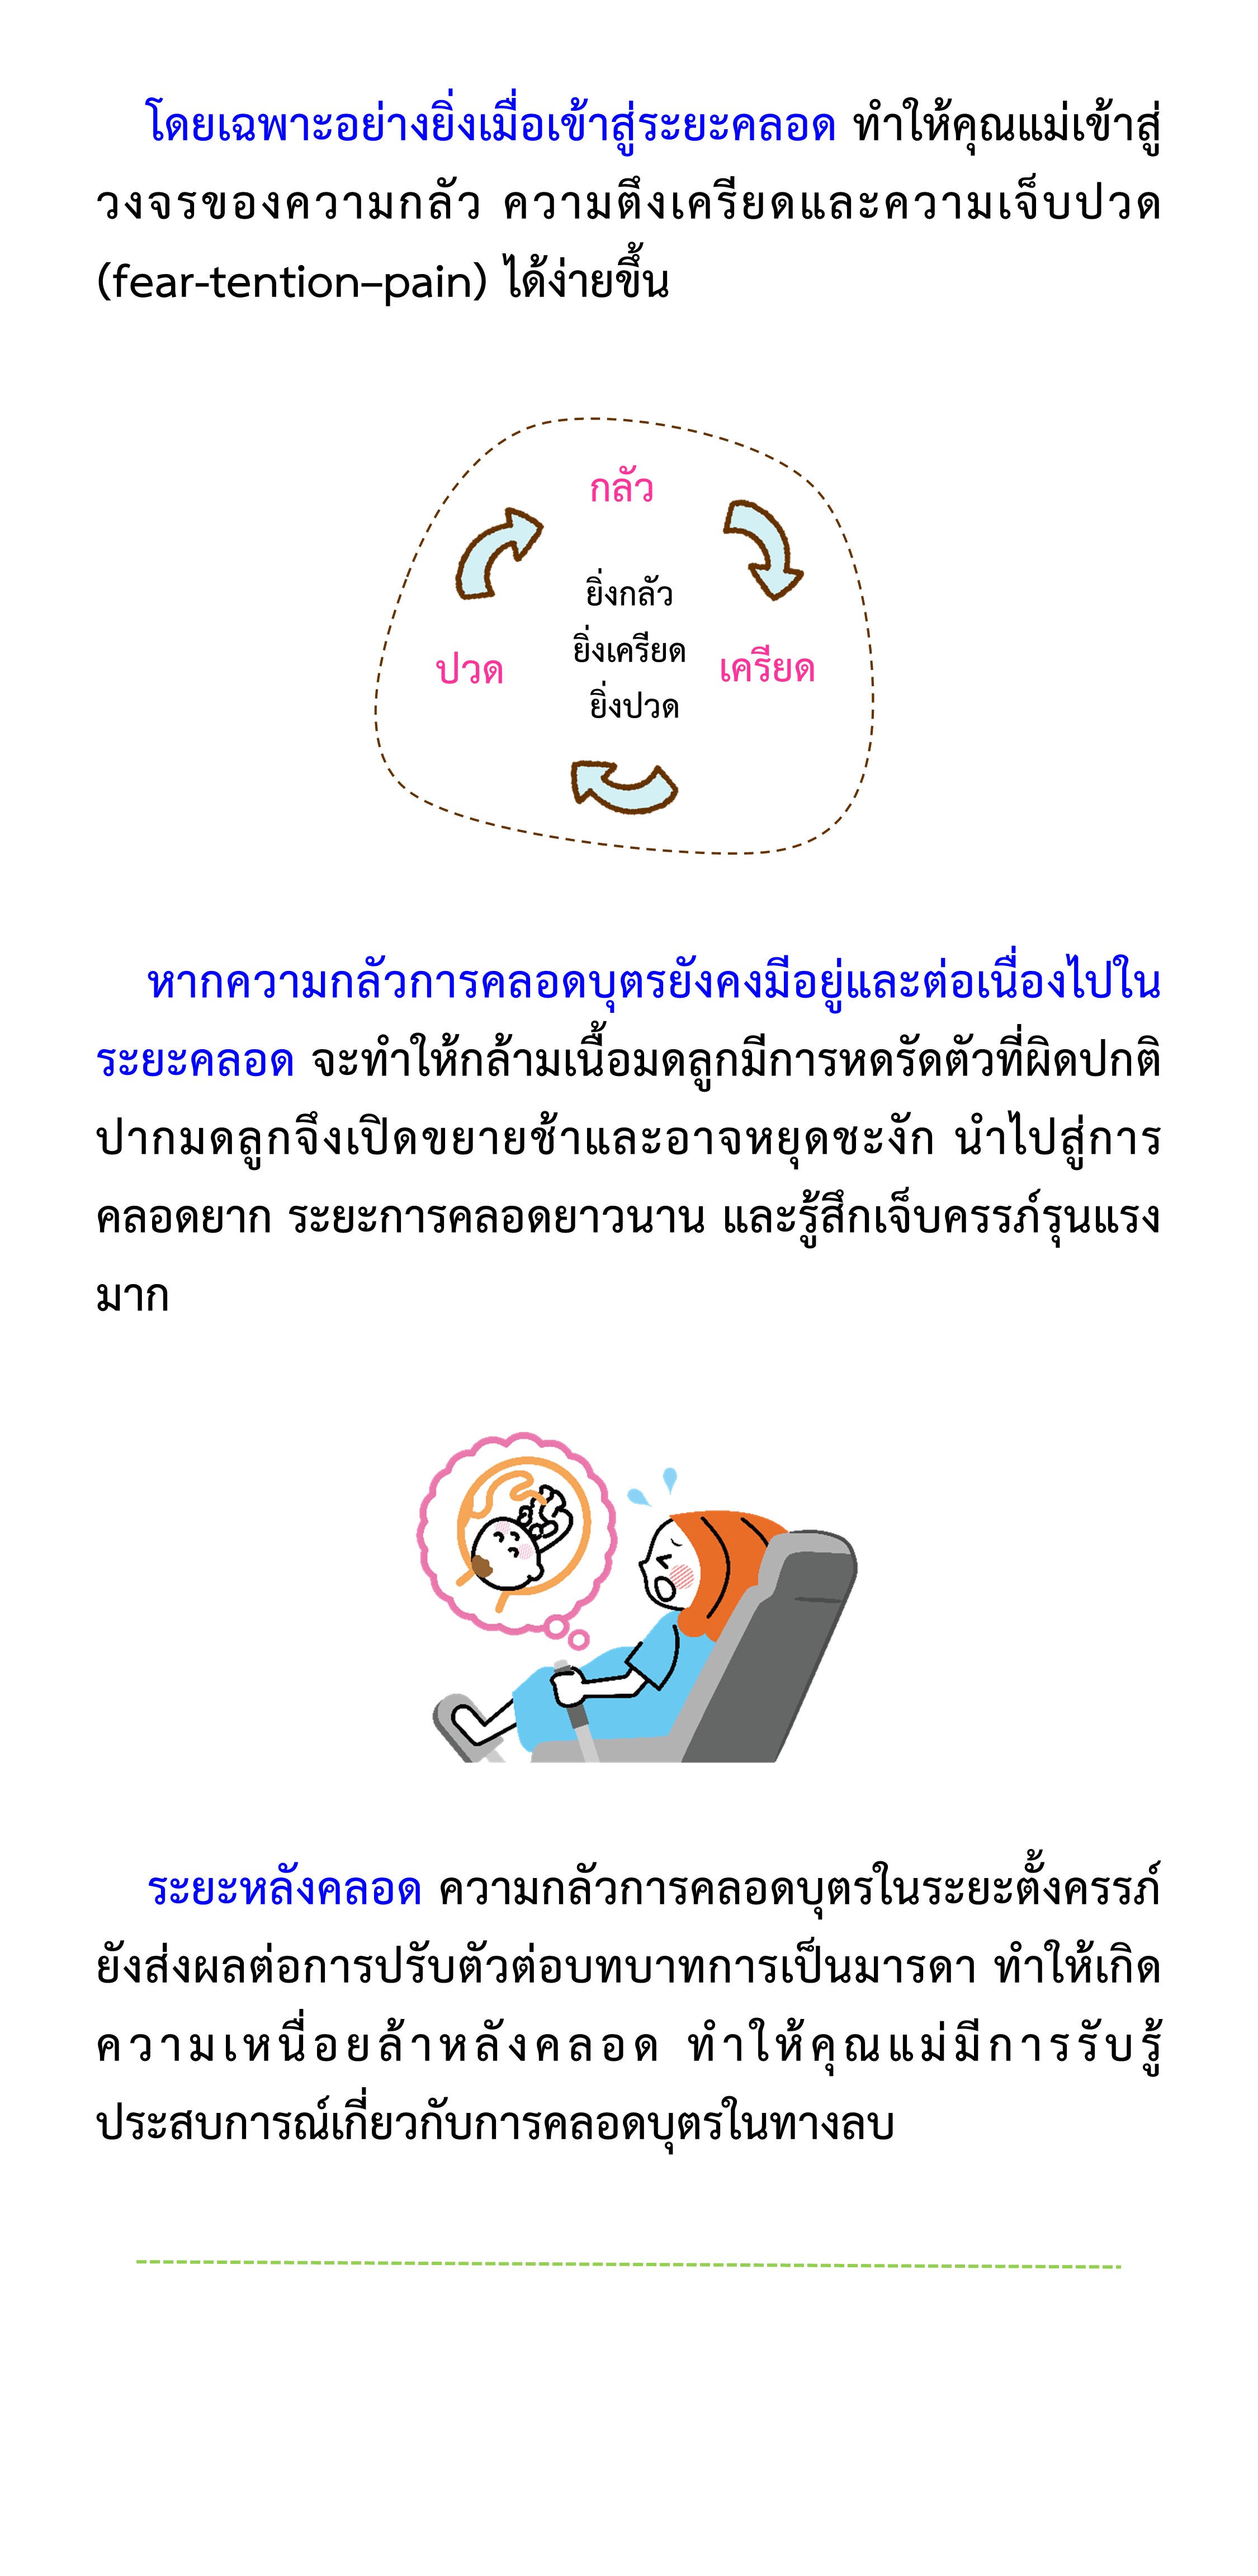 โดยเฉพาะอย่างยิ่งเมื่อเข้าสู่ระยะคลอด ทำให้คุณแม่เข้าสู่
วงจรของความกลัว ความตึงเครียดและความเจ็บปวด
(fear-tention–pain) ได้ง่ายขึ้น
กลัว
ยิ่งกลัว
ยิ่งเครียด
ยิ่งปวด
ปวด
เครียด
หากความกลัวการคลอดบุตรยังคงมีอยู่และต่อเนื่องไปใน
ระยะคลอด จะทำให้กล้ามเนื้อมดลูกมีการหดรัดตัวที่ผิดปกติ
ปากมดลูกจึงเปิดขยายช้าและอาจหยุดชะงัก นำไปสู่การ
คลอดยาก ระยะการคลอดยาวนาน และรู้สึกเจ็บครรภ์รุนแรง
มาก
ระยะหลังคลอด ความกลัวการคลอดบุตรในระยะตั้งครรภ์
ยังส่งผลต่อการปรับตัวต่อบทบาทการเป็นมารดา ทำให้เกิด
ความเหนื่อยล้าหลังคลอด ทำให้คุณแม่มีการรับรู้
ประสบการณ์เกี่ยวกับการคลอดบุตรในทางลบ